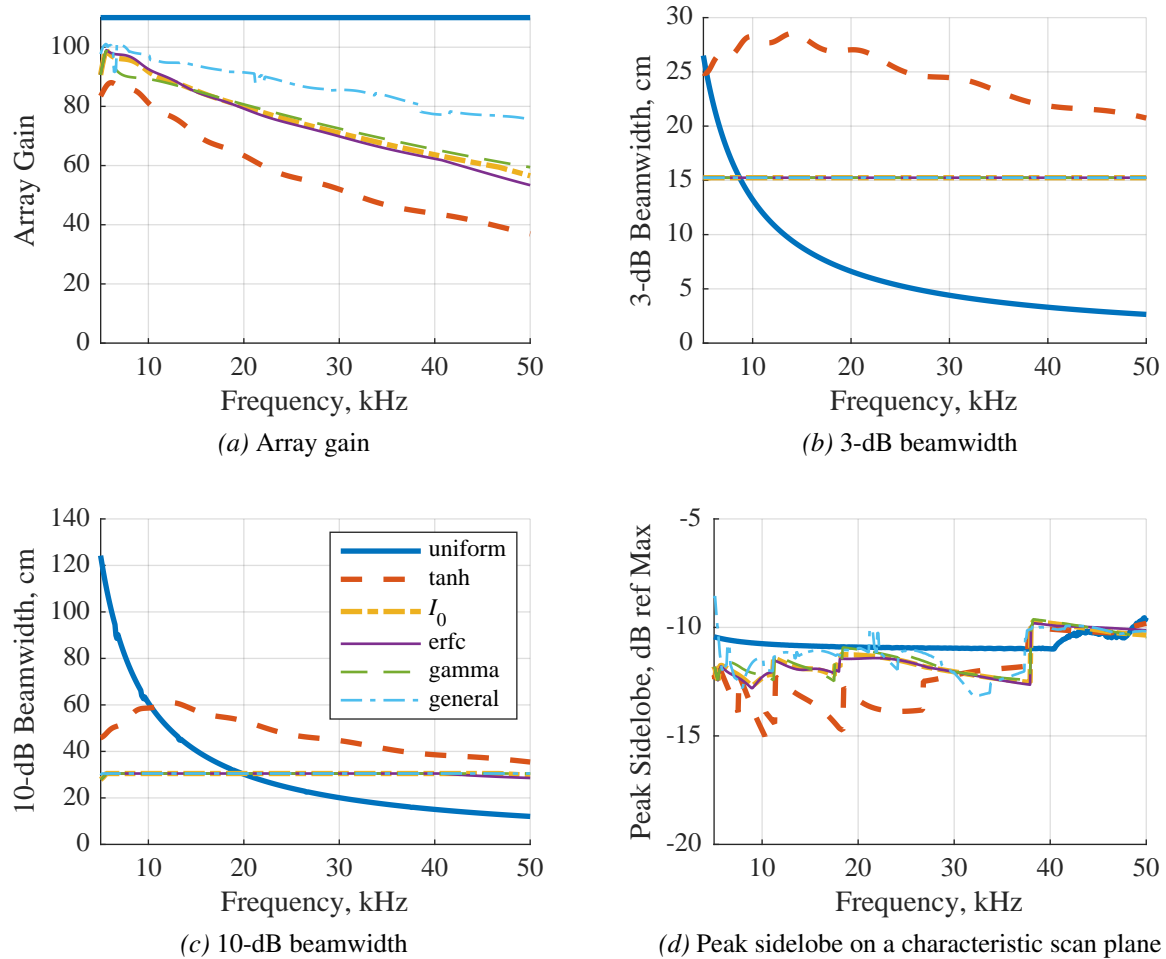 100
80
60
40
20
0
Array Gain
10 20 30 40 50
Frequency, kHz
(a) Array gain
30
25
20
15
10
5
0
3-dB Beamwidth, cm
10 20 30 40 50
Frequency, kHz
(b) 3-dB beamwidth
140
120
100
80
60
40
20
0
10-dB Beamwidth, cm
uniform
tanh
I0
erfc
gamma
general
10 20 30 40 50
Frequency, kHz
(c) 10-dB beamwidth
-5
-10
-15
-20
Peak Sidelobe, dB ref Max
10 20 30 40 50
Frequency, kHz
(d) Peak sidelobe on a characteristic scan plane